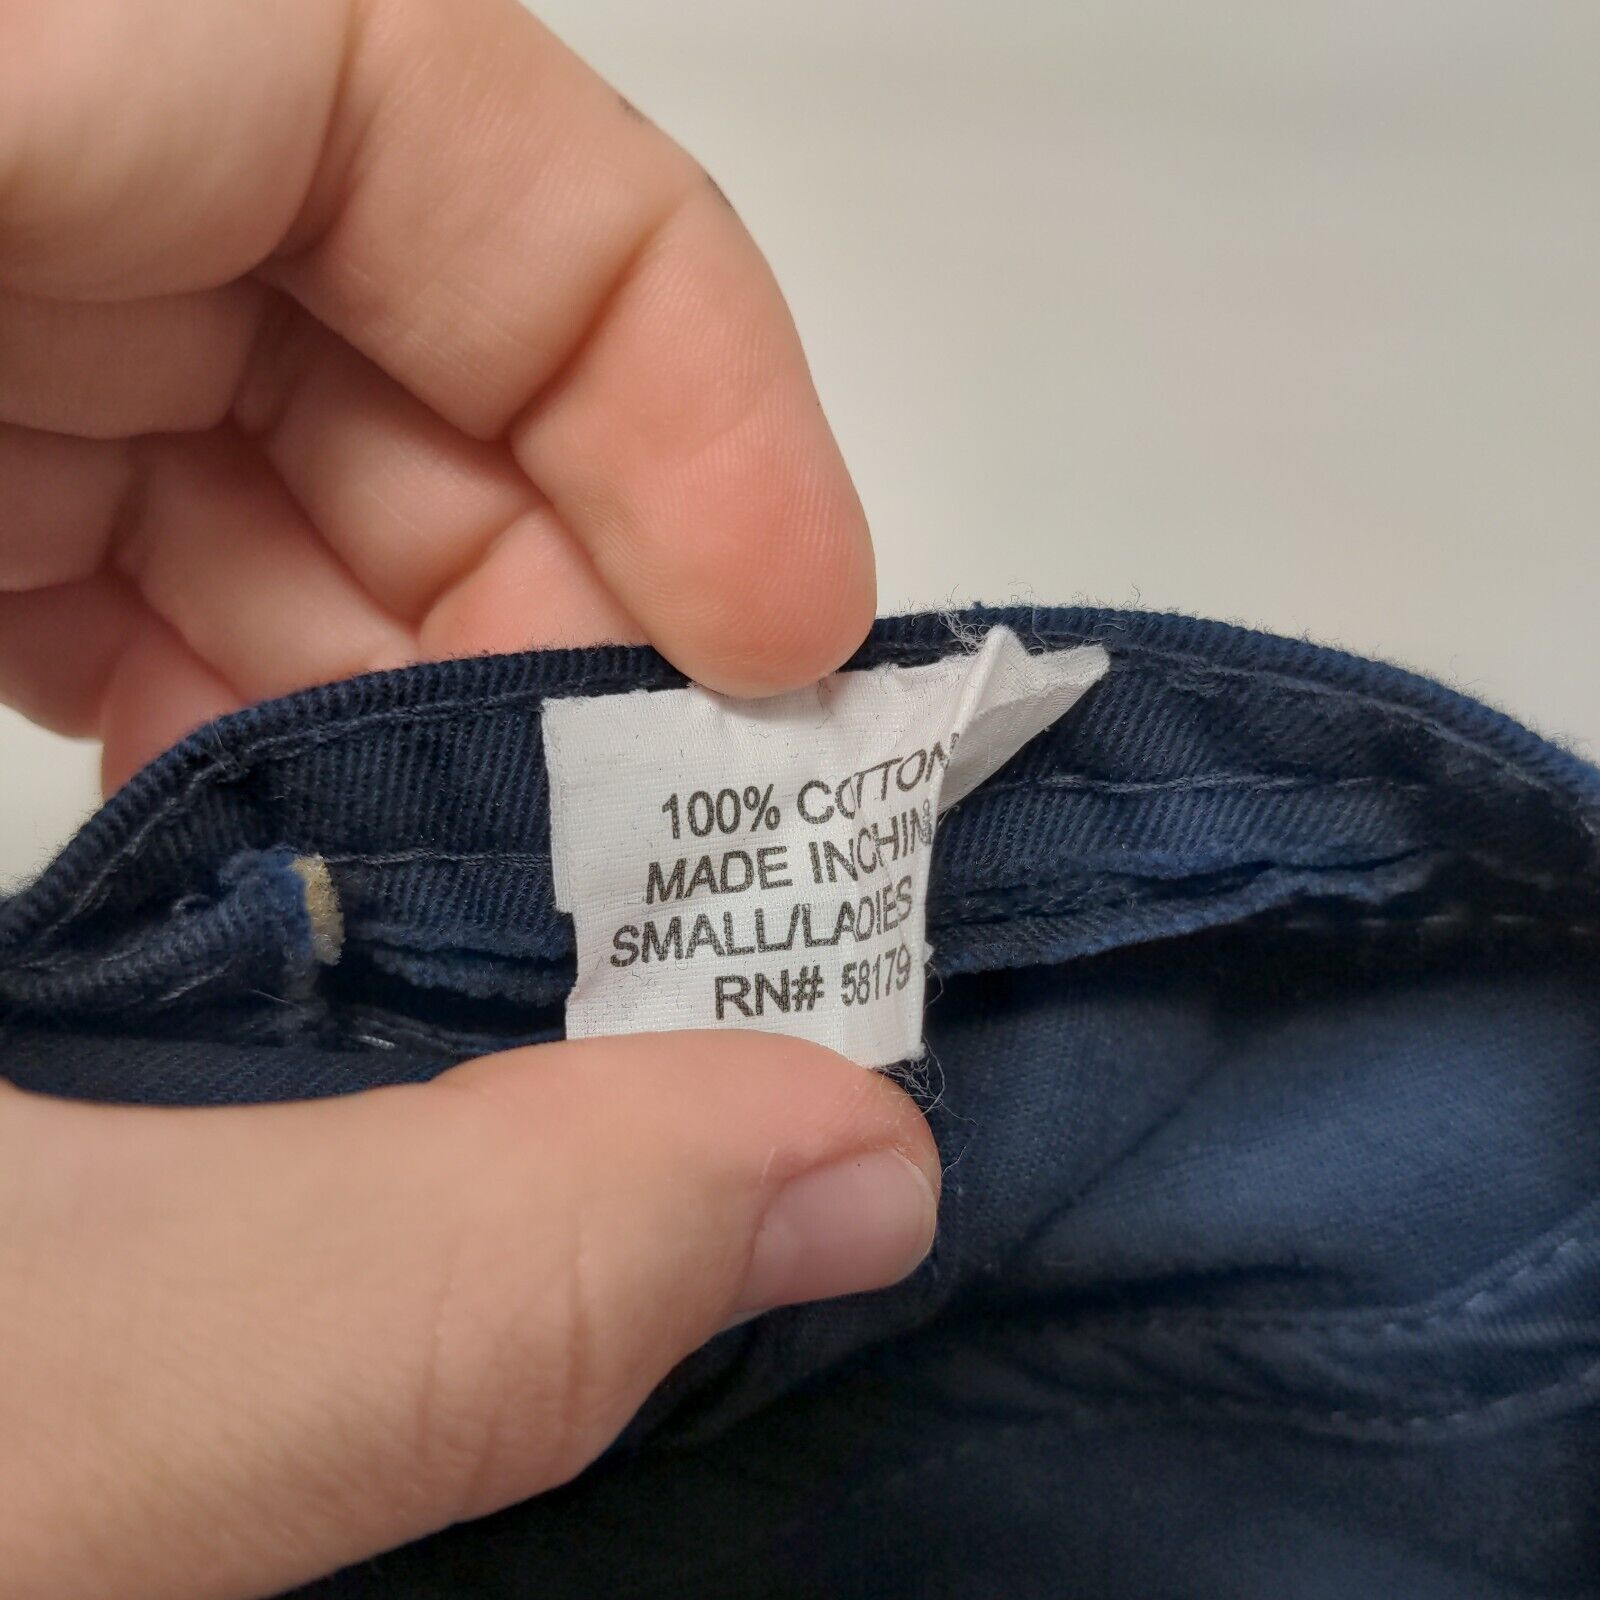 100% COTTON
MADE IN CHIN
SMALL/LADIES
RN# 58179